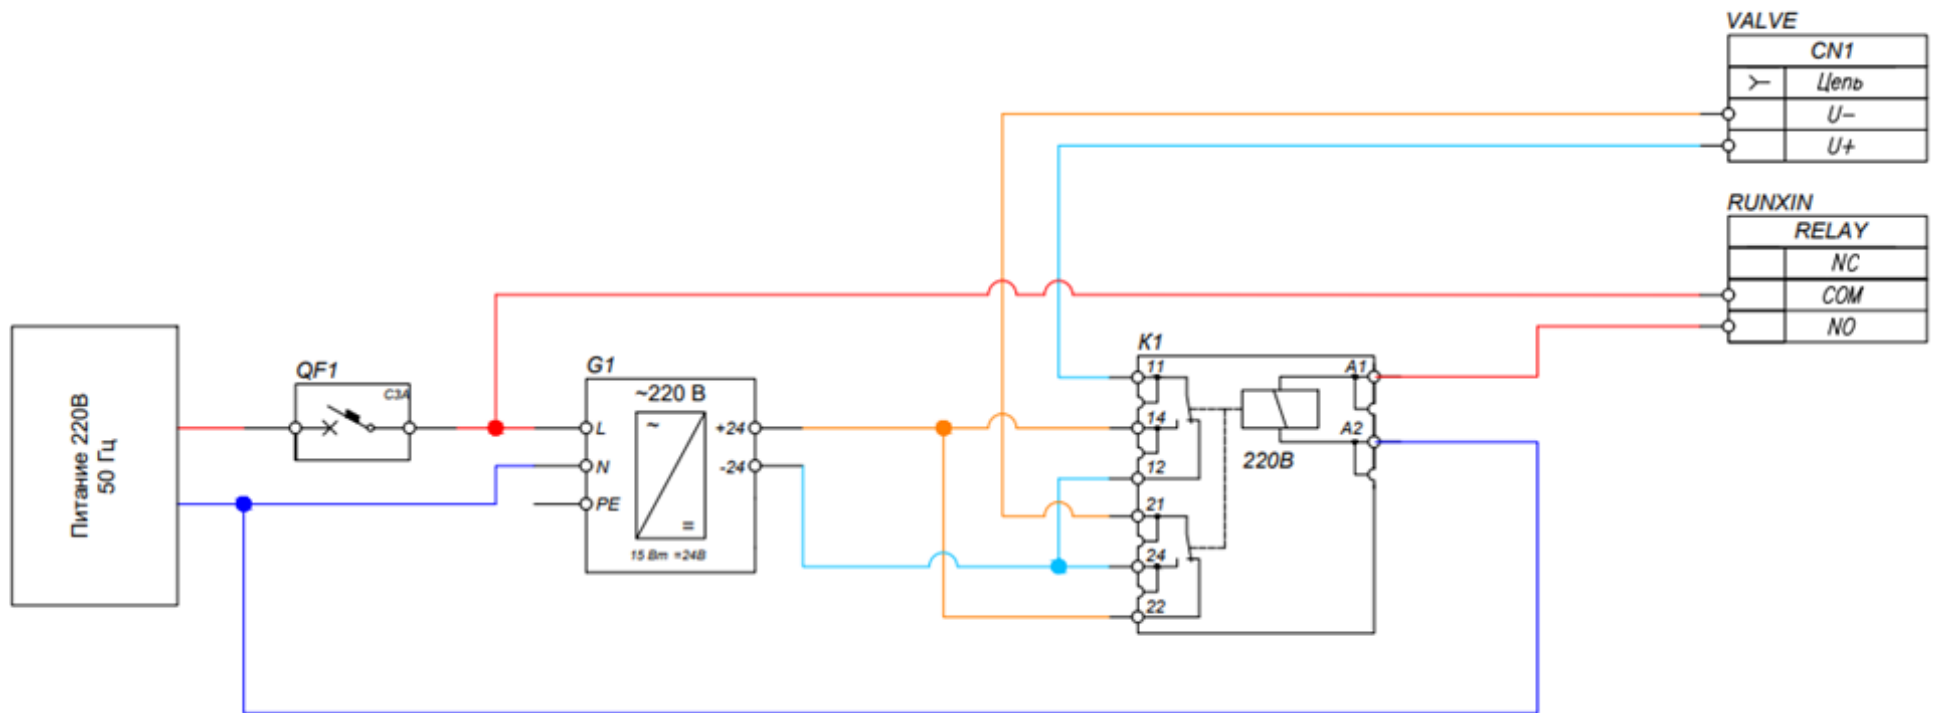 VALVE
CN1
Цепь
U-
U+
RUNXIN
RELAY
NC
COM
NO
Питание 220В
50 Гц
QF1
C3A
G1
~220 В
~
=
L
N
PE
+24
-24
15 Вт =24В
K1
11
14
12
21
24
22
A1
A2
220В